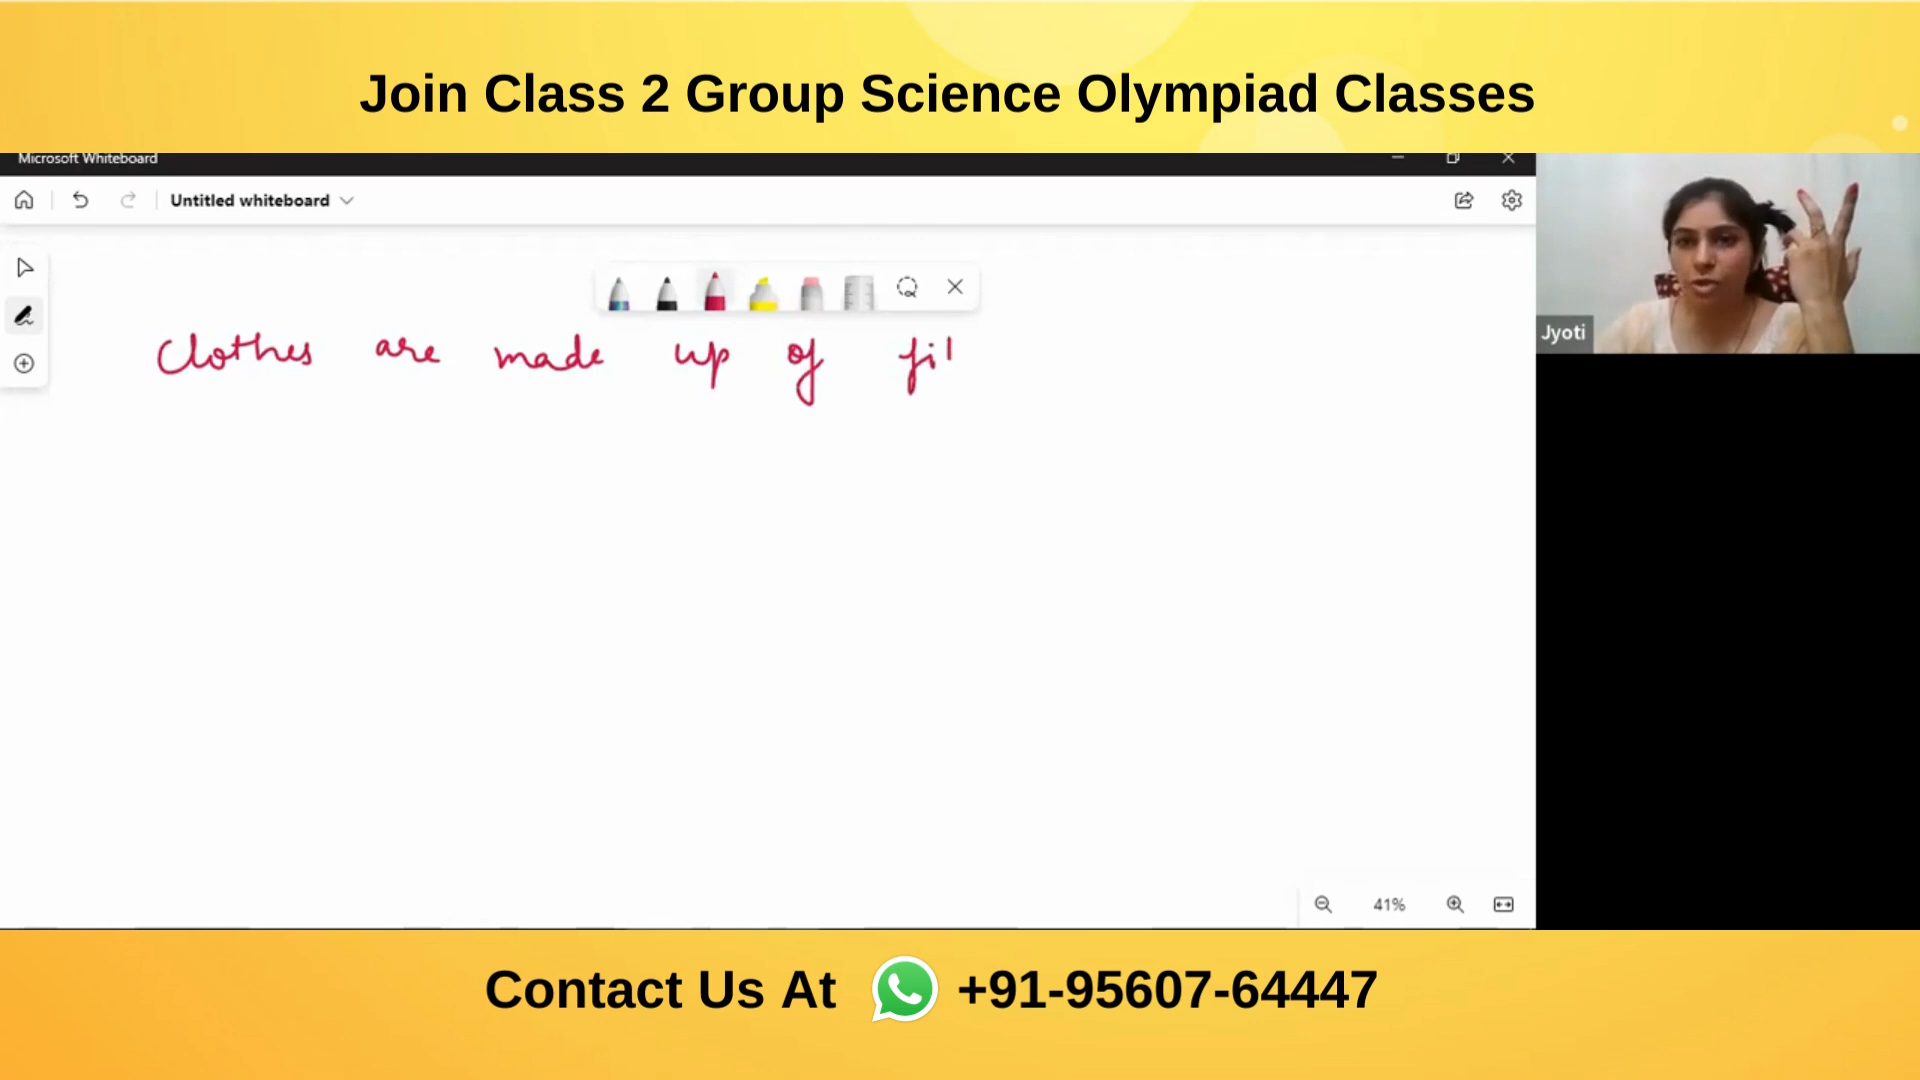 Join Class 2 Group Science Olympiad Classes
Microsoft Whiteboard
Untitled whiteboard
Jyoti
Clothes are made up of fi
41%
Contact Us At +91-95607-64447